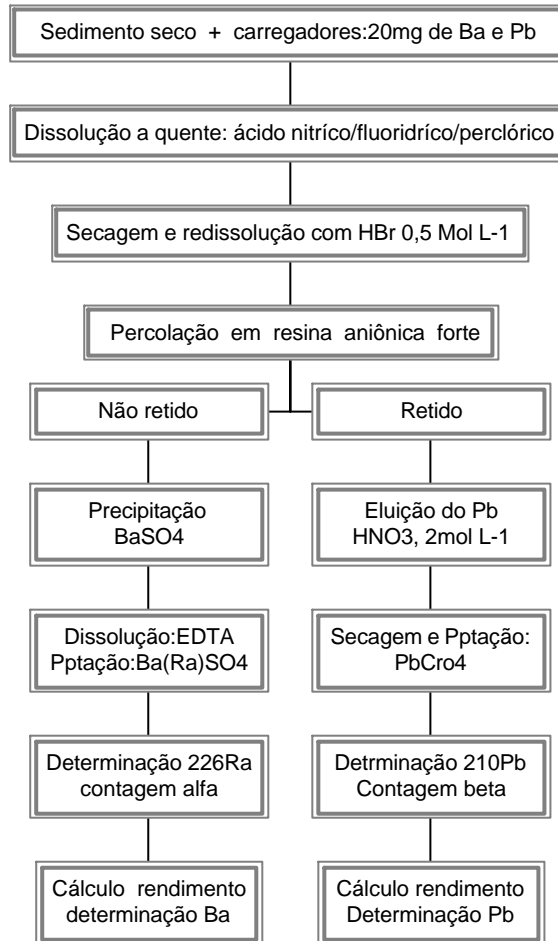 Sedimento seco + carregadores:20mg de Ba e Pb
Dissolução a quente: ácido nitríco/fluoridríco/perclórico
Secagem e redissolução com HBr 0,5 Mol L-1
Percolação em resina aniônica forte
Não retido
Retido
Precipitação
BaSO4
Eluição do Pb
HNO3, 2mol L-1
Dissolução:EDTA
Pptação:Ba(Ra)SO4
Secagem e Pptação:
PbCro4
Determinação 226Ra
contagem alfa
Detrminação 210Pb
Contagem beta
Cálculo rendimento
determinação Ba
Cálculo rendimento
Determinação Pb